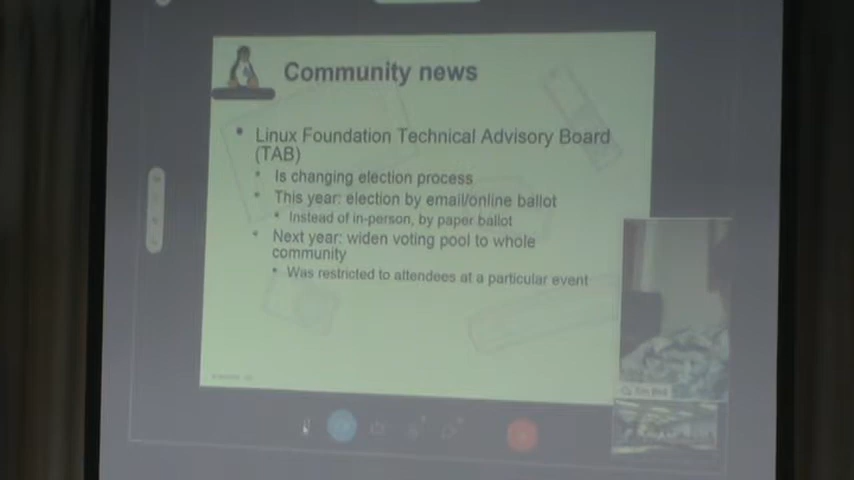 Community news
Linux Foundation Technical Advisory Board
(TAB)
Is changing election process
This year: election by email/online ballot
Instead of in-person, by paper ballot
Next year: widen voting pool to whole
community
Was restricted to attendees at a particular event